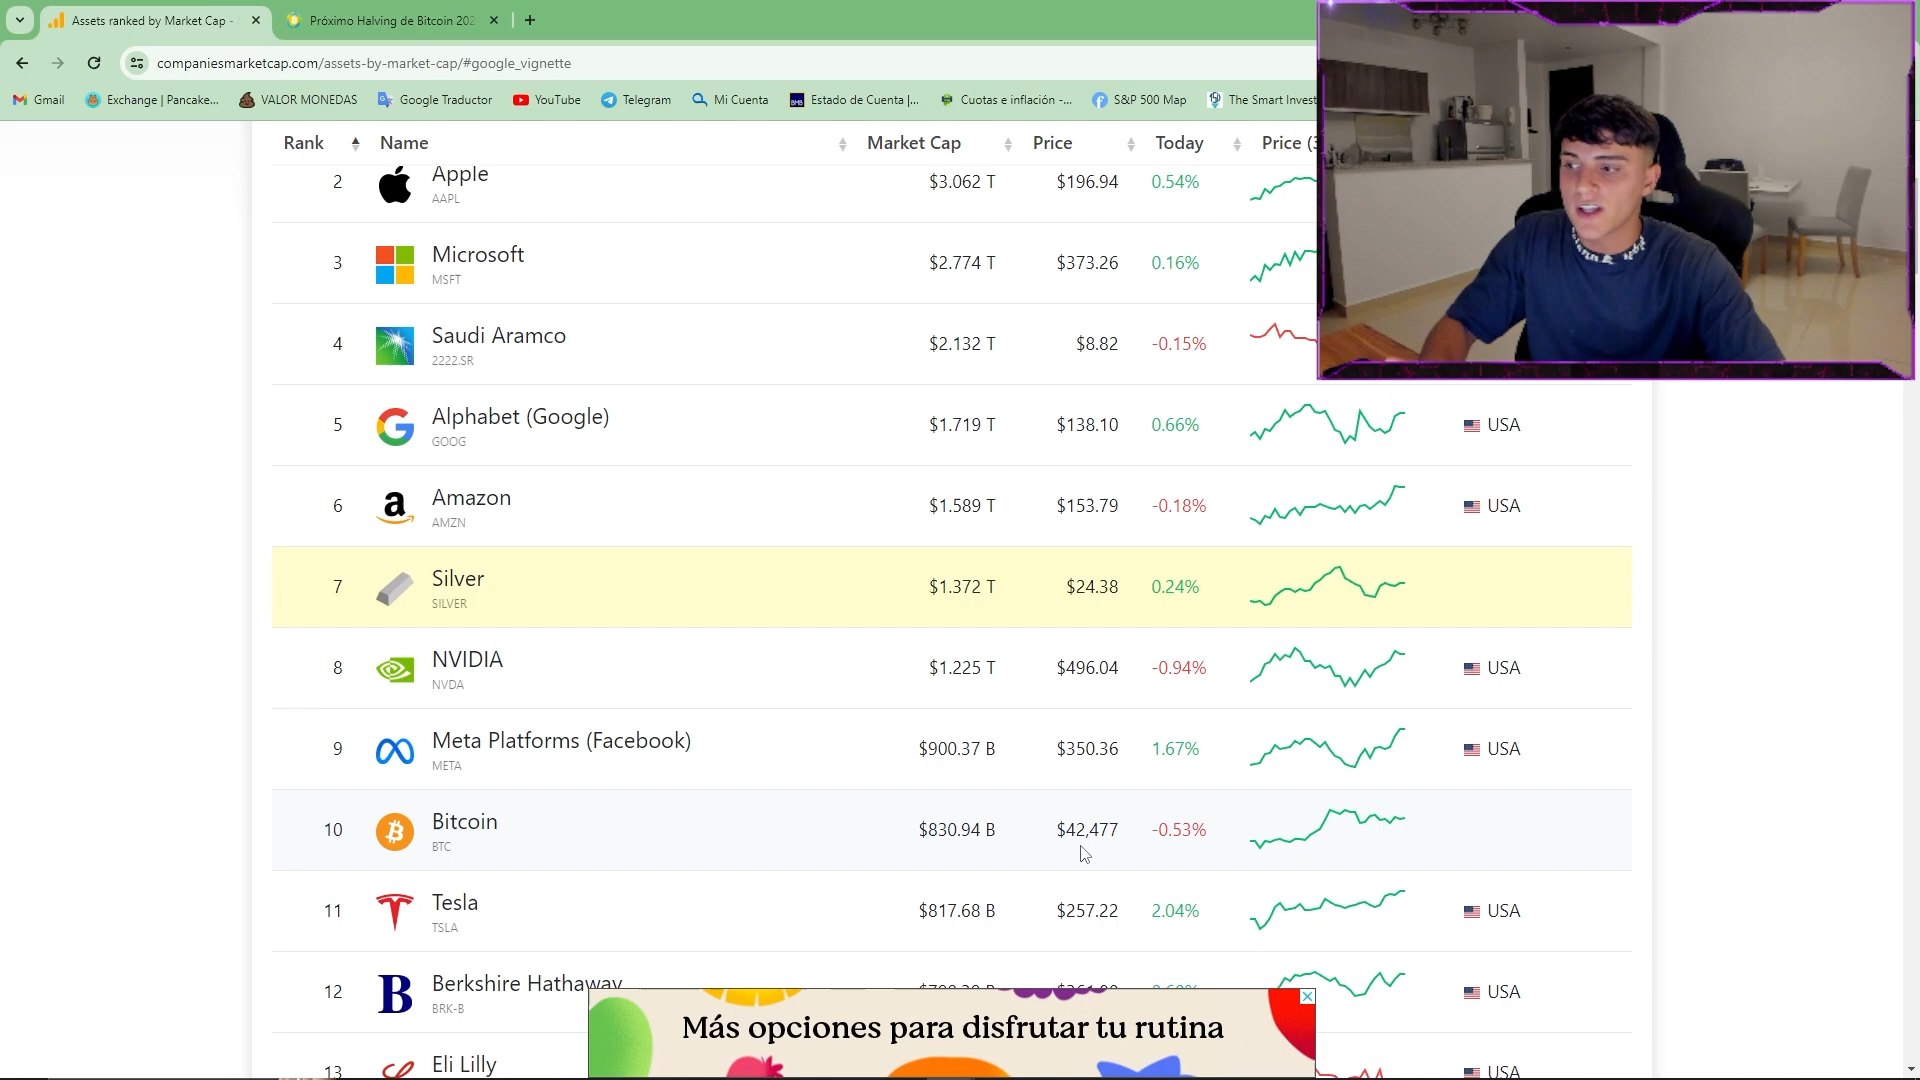 Assets ranked by Market Cap -
Próximo Halving de Bitcoin 202
companiesmarketcap.com/assets-by-market-cap/#google_vignette
Gmail
Exchange | Pancake...
VALOR MONEDAS
Google Traductor
YouTube
Telegram
Mi Cuenta
BMB
Estado de Cuenta |...
Cuotas e inflación -...
S&P 500 Map
The Smart Invest
Rank Name Market Cap Price Today Price (3
2 Apple $3.062 T $196.94 0.54%
AAPL
3 Microsoft $2.774 T $373.26 0.16%
MSFT
4 Saudi Aramco $2.132 T $8.82 -0.15%
2222.SR
5 Alphabet (Google) $1.719 T $138.10 0.66% USA
GOOG
6 Amazon $1.589 T $153.79 -0.18% USA
AMZN
7 Silver $1.372 T $24.38 0.24%
SILVER
8 NVIDIA $1.225 T $496.04 -0.94% USA
NVDA
9 Meta Platforms (Facebook) $900.37 B $350.36 1.67% USA
META
10 Bitcoin $830.94 B $42,477 -0.53%
BTC
11 Tesla $817.68 B $257.22 2.04% USA
TSLA
12 Berkshire Hathaway USA
BRK-B
13 Eli Lilly USA
Más opciones para disfrutar tu rutina